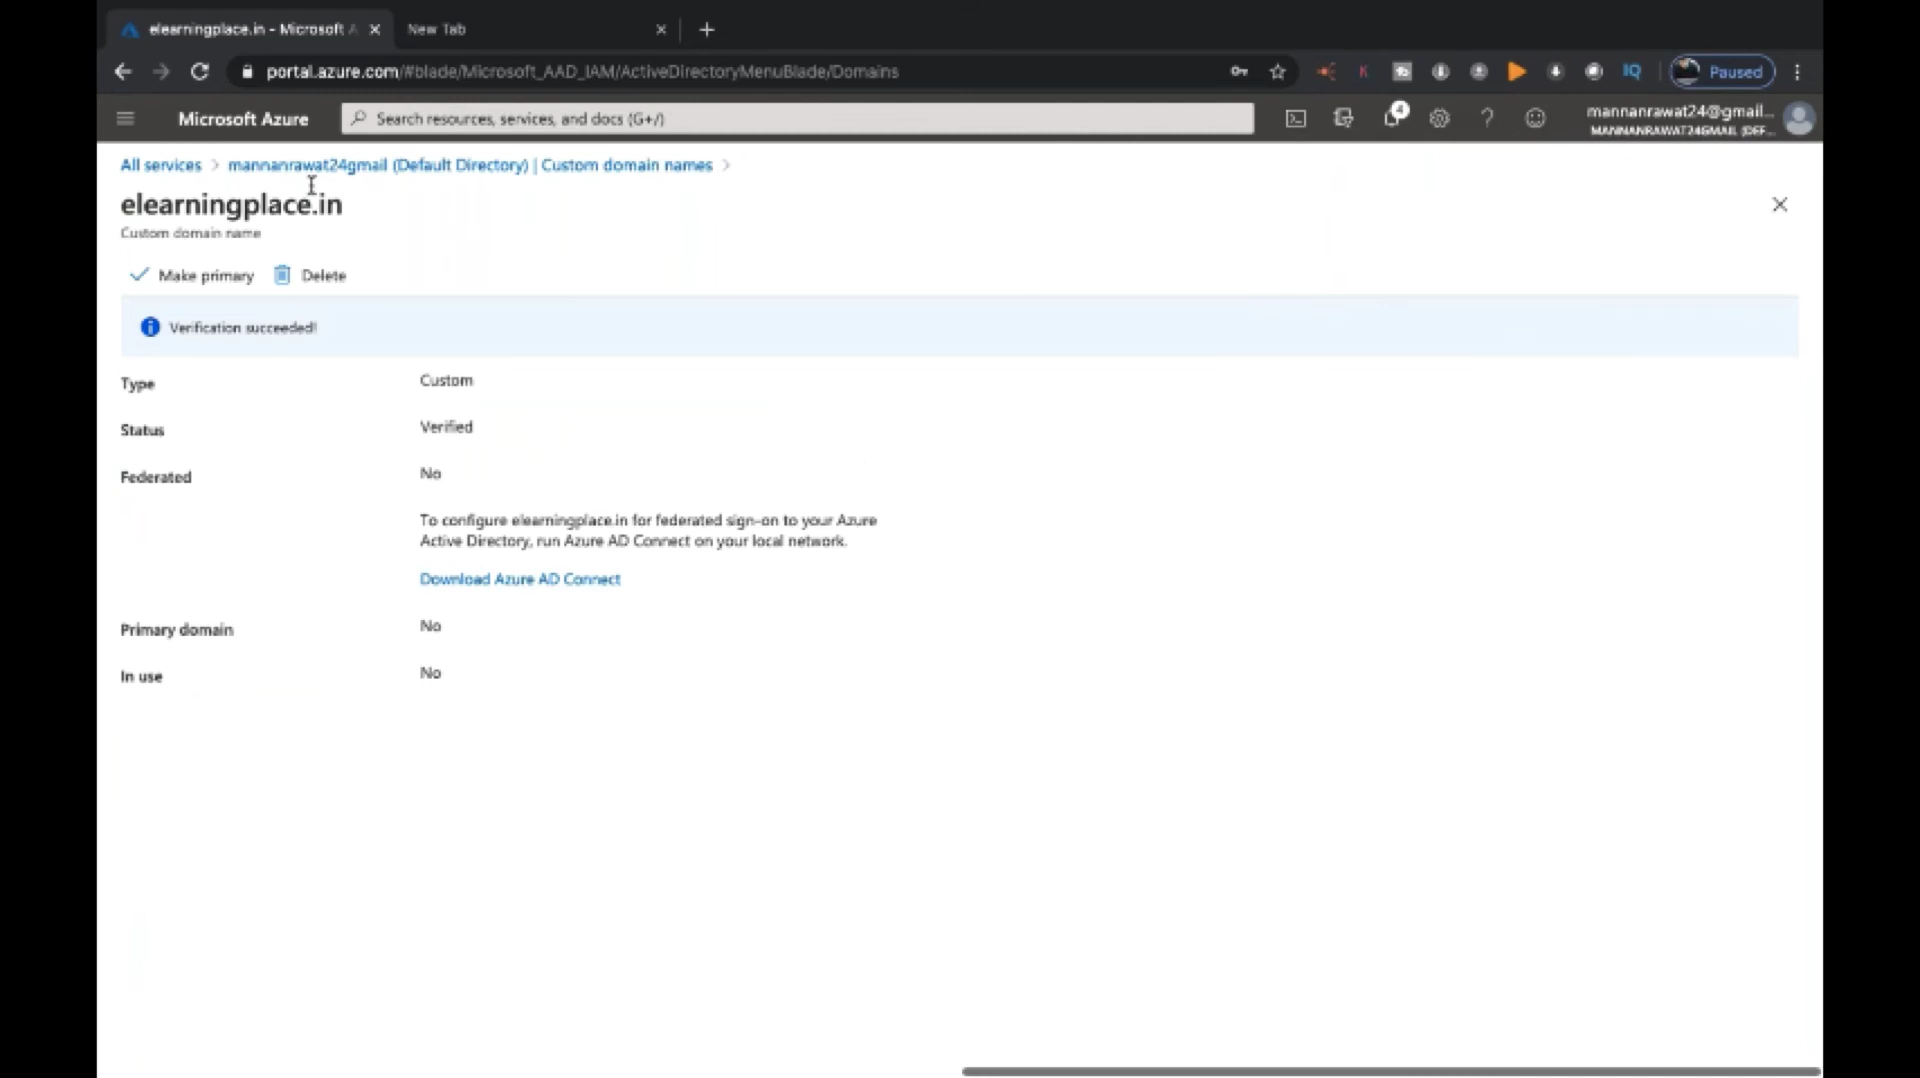 elearningplace.in - Microsoft A
New Tab
portal.azure.com/#blade/Microsoft_AAD_IAM/ActiveDirectoryMenuBlade/Domains
K
IQ
Paused
Microsoft Azure
Search resources, services, and docs (G+/)
4
mannanrawat24@gmail...
MANNANRAWAT24GMAIL (DEF...
All services > mannanrawat24gmail (Default Directory) | Custom domain names >
elearningplace.in
Custom domain name
Make primary
Delete
Verification succeeded!
Type
Custom
Status
Verified
Federated
No
To configure elearningplace.in for federated sign-on to your Azure
Active Directory, run Azure AD Connect on your local network.
Download Azure AD Connect
Primary domain
No
In use
No